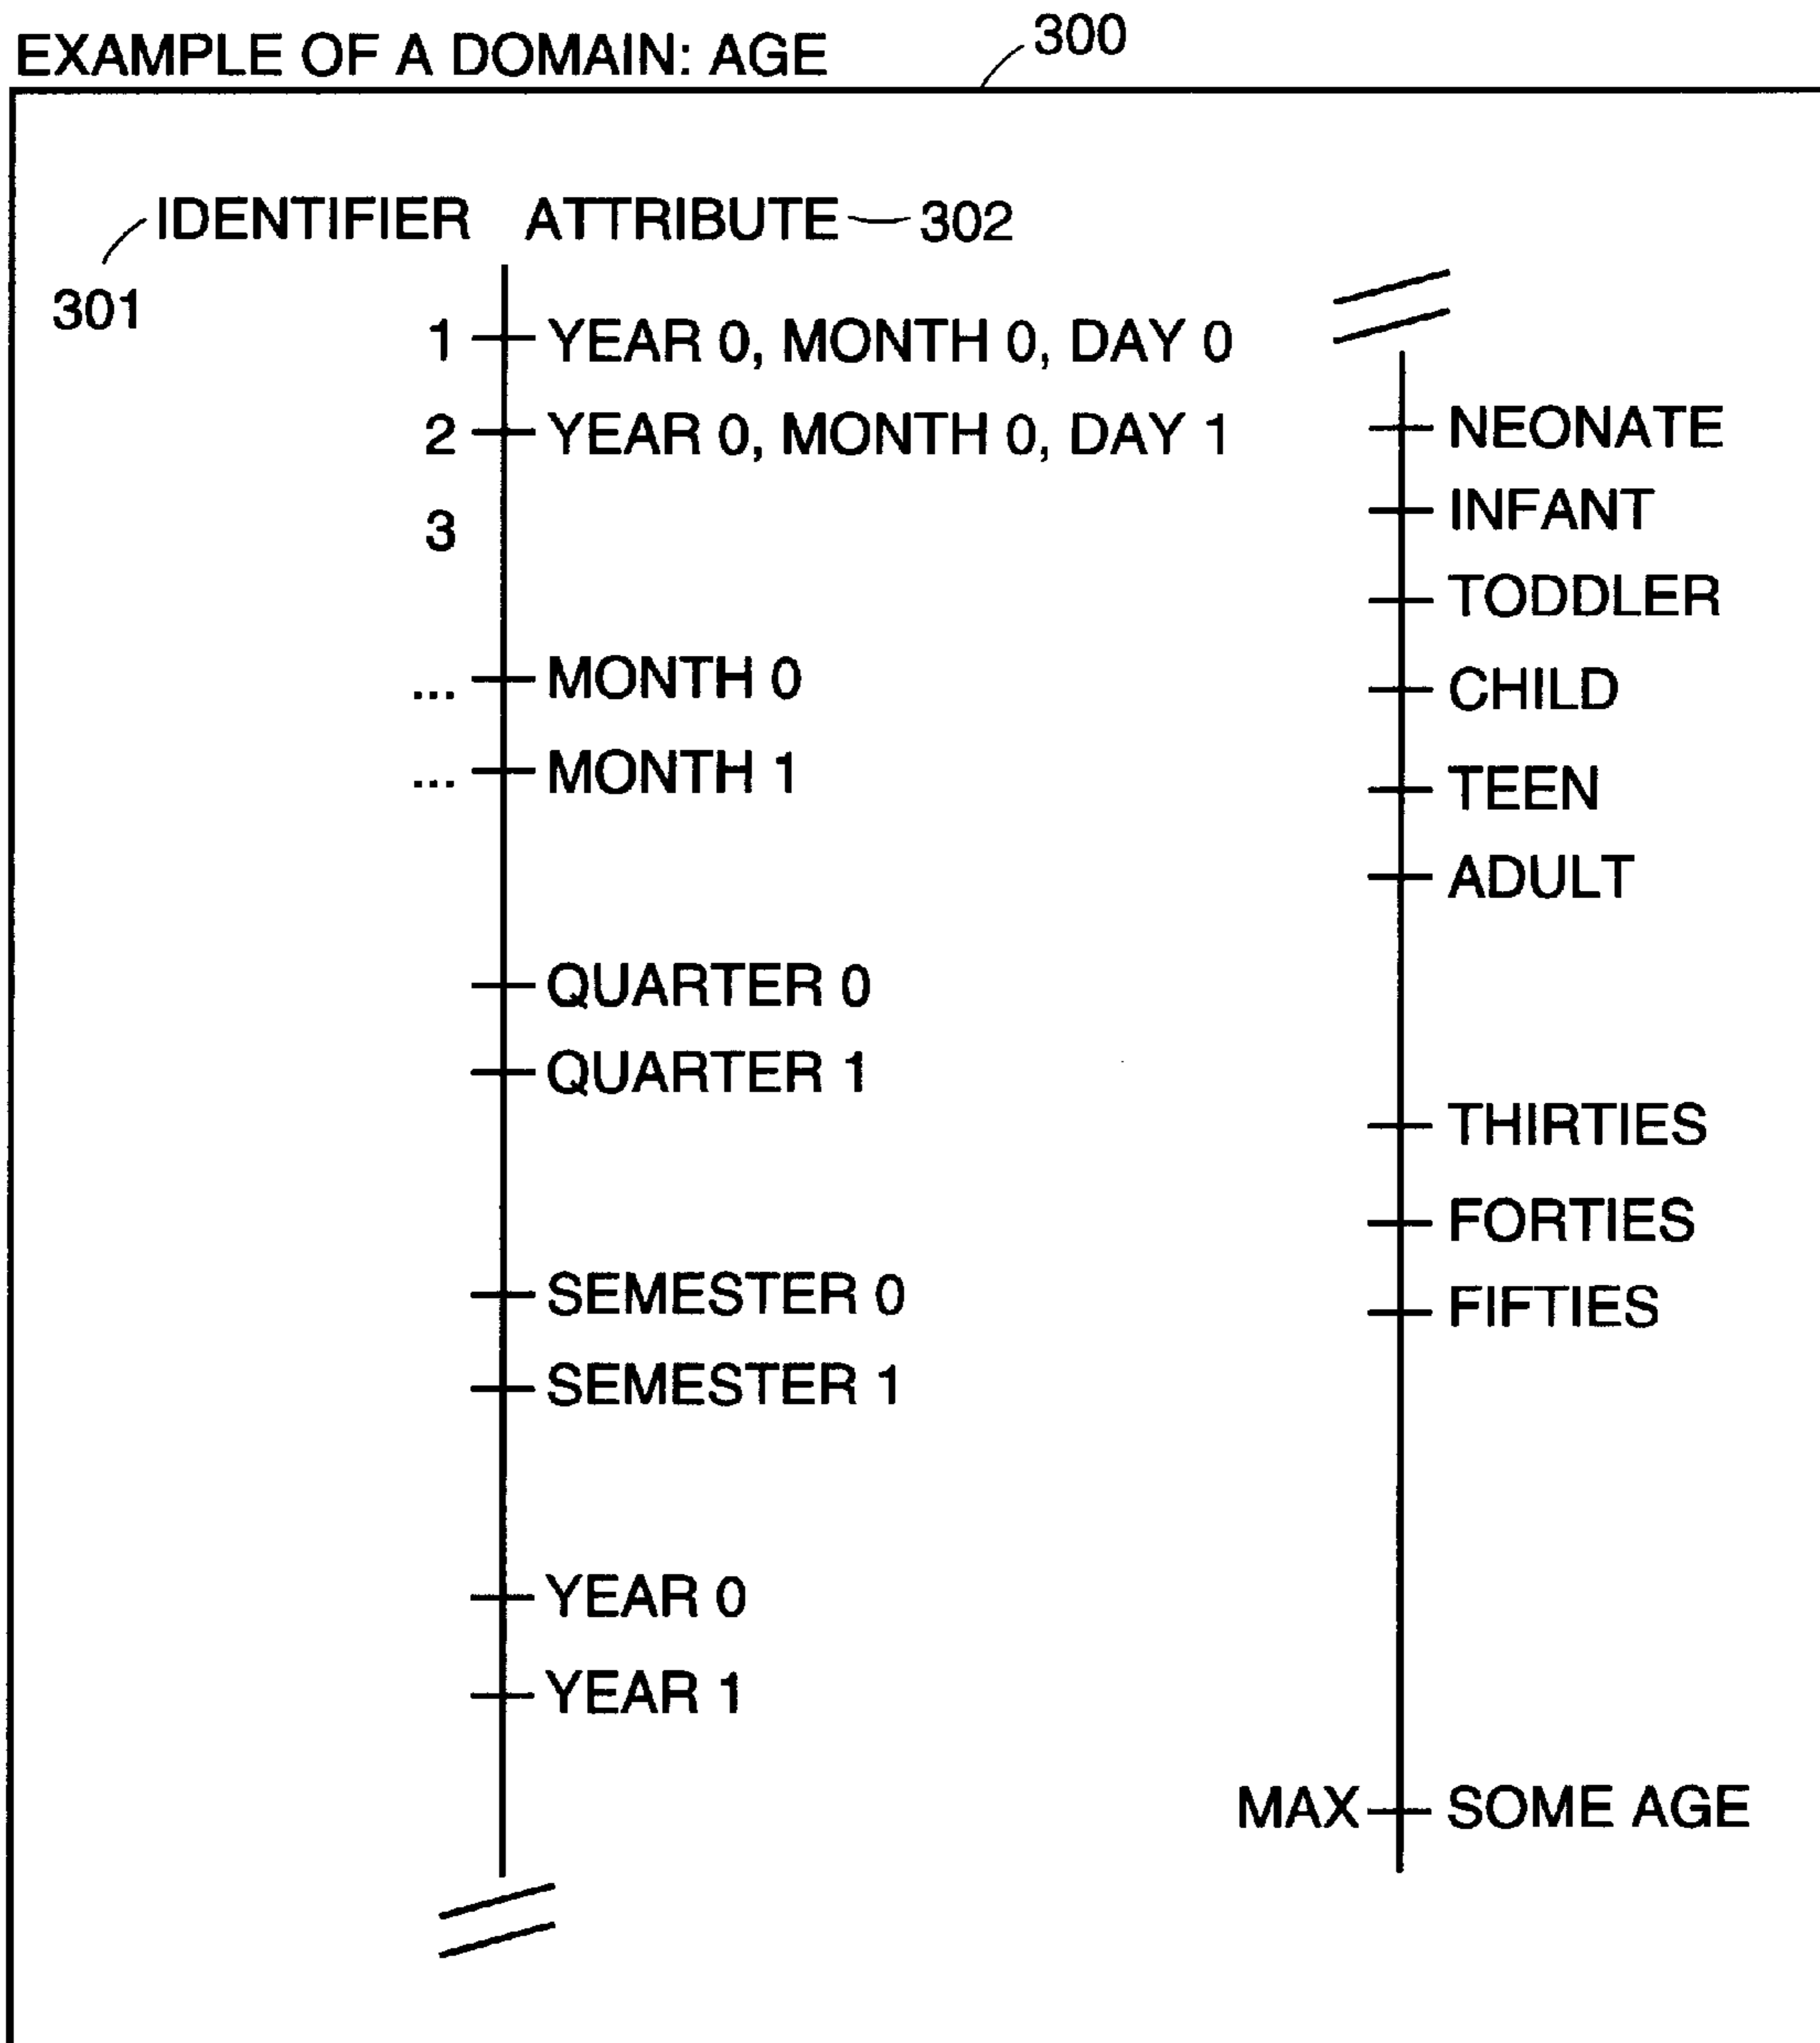 EXAMPLE OF A DOMAIN: AGE
300
IDENTIFIER ATTRIBUTE 302
301
1 YEAR 0, MONTH 0, DAY 0
2 YEAR 0, MONTH 0, DAY 1
3
... MONTH 0
... MONTH 1
QUARTER 0
QUARTER 1
SEMESTER 0
SEMESTER 1
YEAR 0
YEAR 1
NEONATE
INFANT
TODDLER
CHILD
TEEN
ADULT
THIRTIES
FORTIES
FIFTIES
MAX SOME AGE